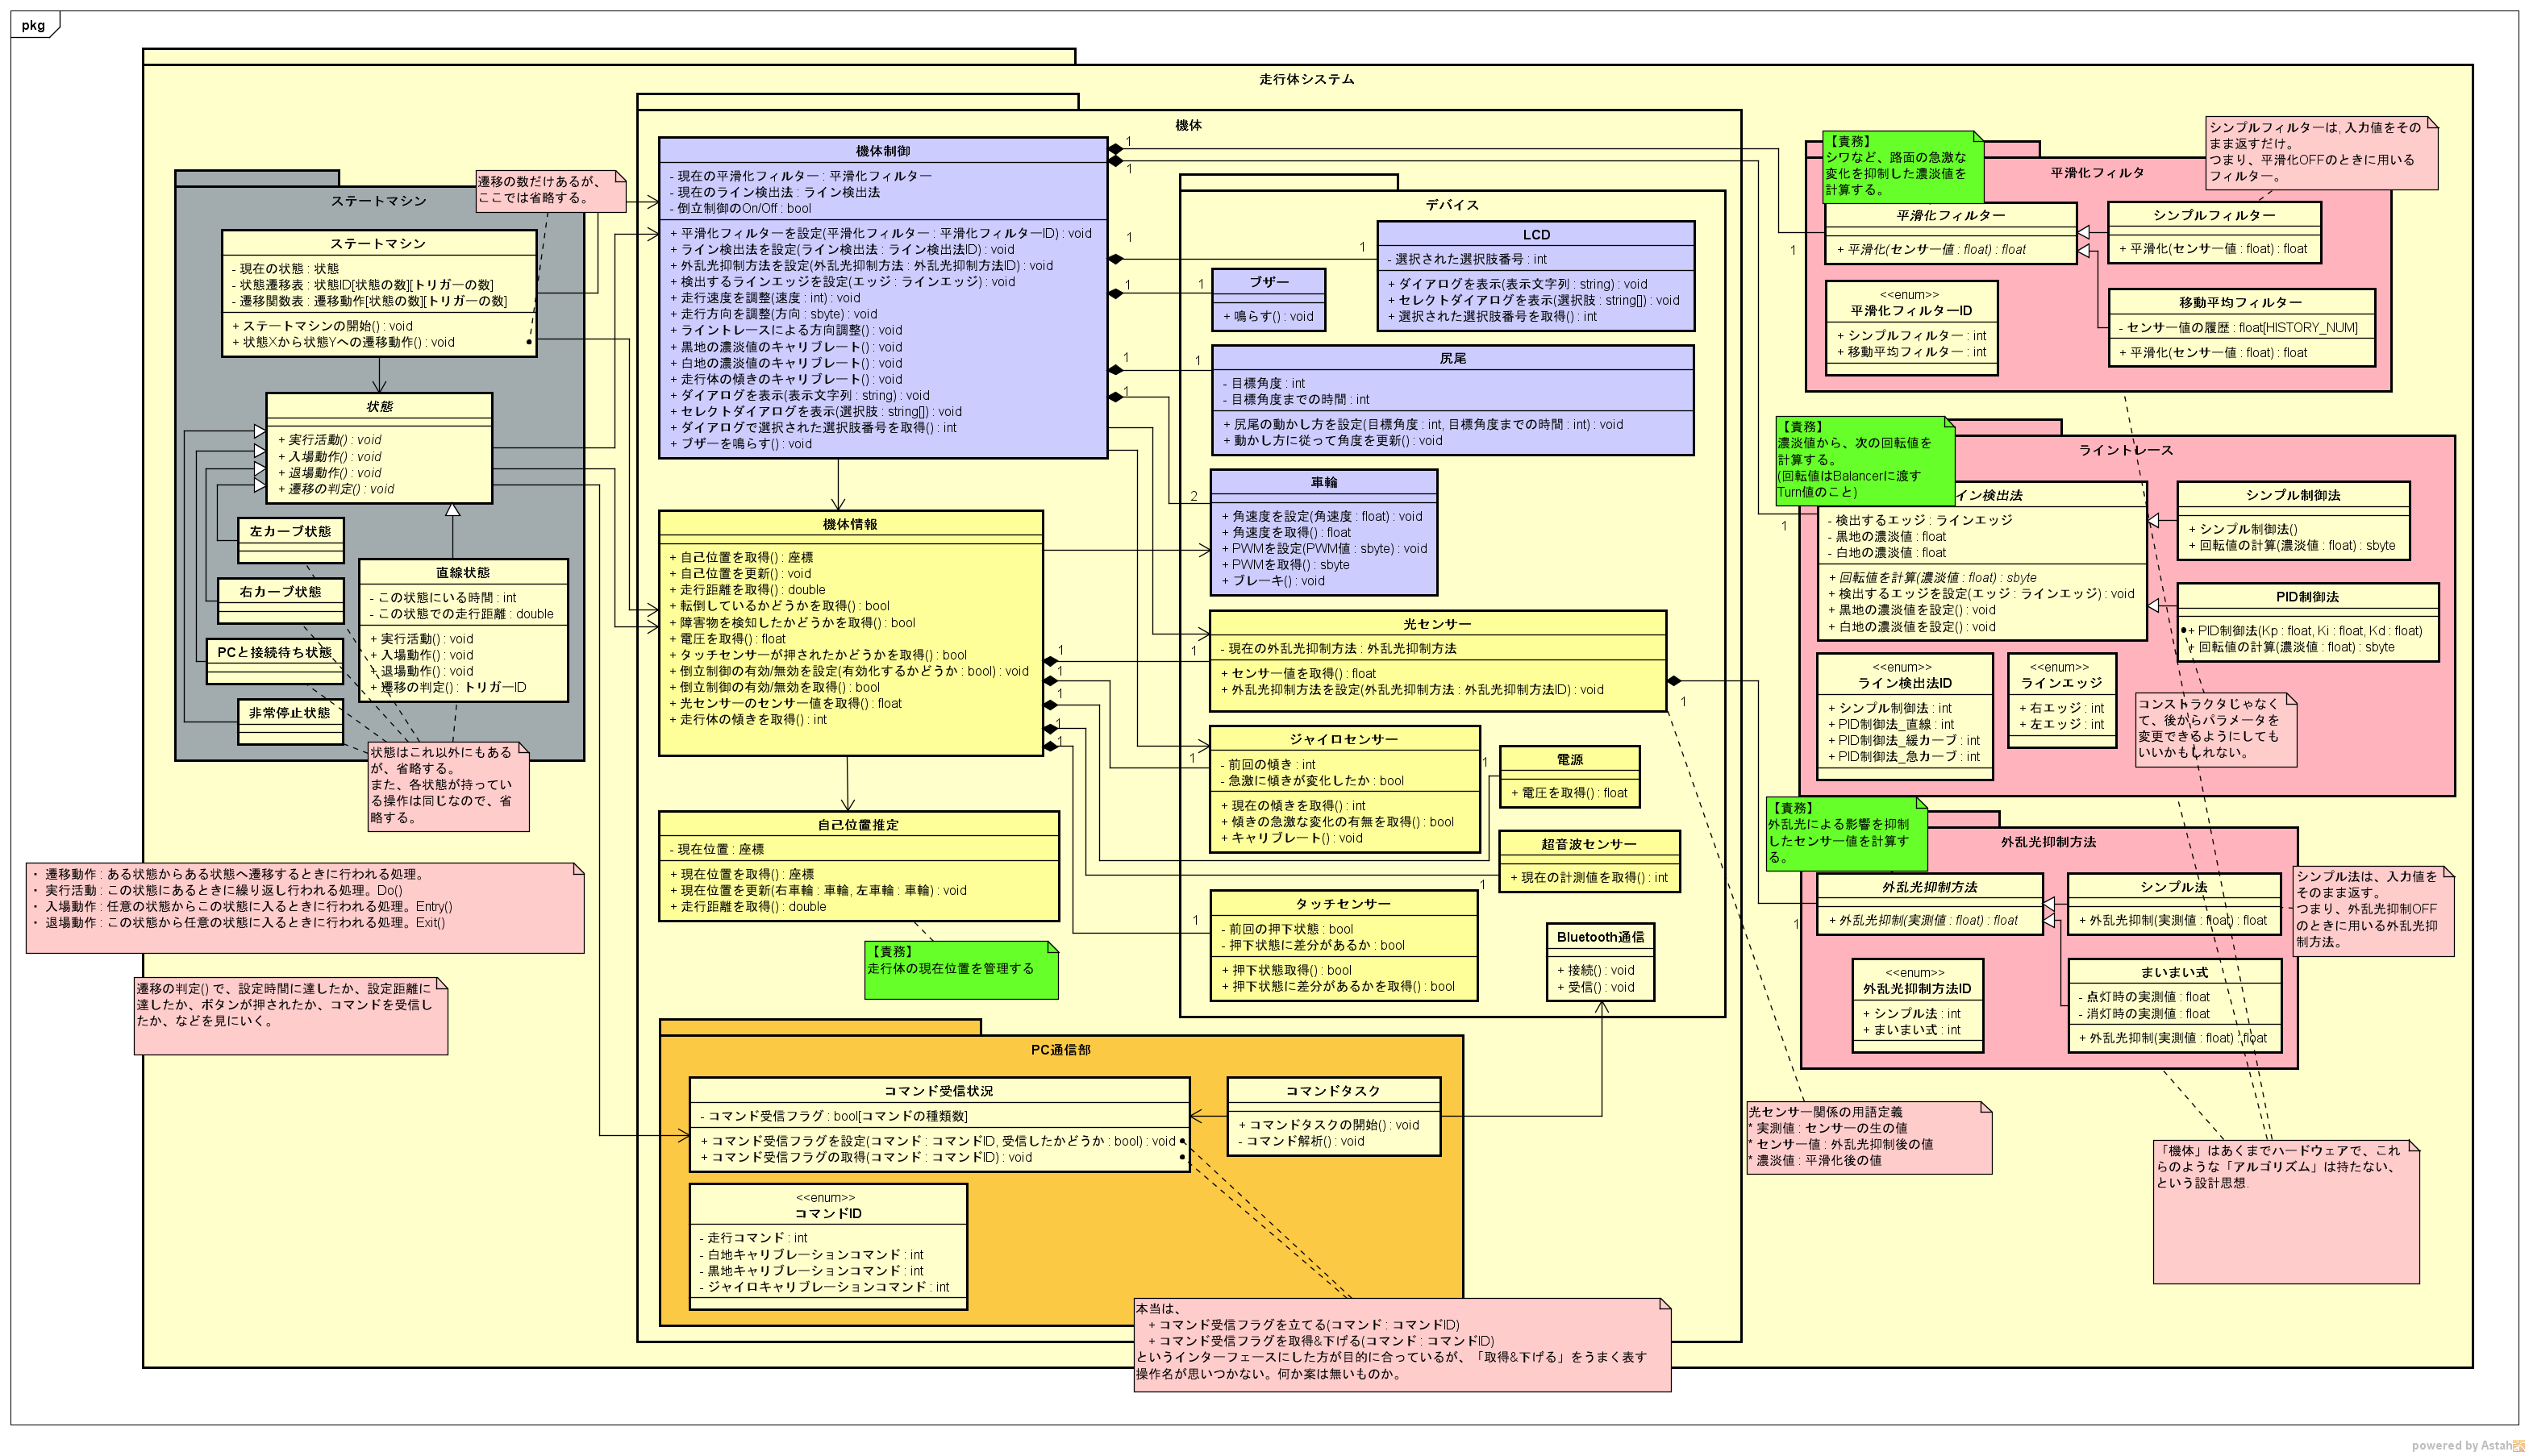 pkg
走行体システム
ステートマシン
遷移の数だけあるが、
ここでは省略する。
ステートマシン
- 現在の状態 : 状態
- 状態遷移表 : 状態ID[状態の数][トリガーの数]
- 遷移関数表 : 遷移動作[状態の数][トリガーの数]
+ ステートマシンの開始() : void
+ 状態Xから状態Yへの遷移動作() : void
状態
+ 実行活動() : void
+ 入場動作() : void
+ 退場動作() : void
+ 遷移の判定() : void
左カーブ状態
右カーブ状態
PCと接続待ち状態
非常停止状態
直線状態
- この状態にいる時間 : int
- この状態での走行距離 : double
+ 実行活動() : void
+ 入場動作() : void
+ 退場動作() : void
+ 遷移の判定() : トリガーID
状態はこれ以外にもある
が、省略する。
また、各状態が持ってい
る操作は同じなので、省
略する。
・ 遷移動作 : ある状態からある状態へ遷移するときに行われる処理。
・ 実行活動 : この状態にあるときに繰り返し行われる処理。Do()
・ 入場動作 : 任意の状態からこの状態に入るときに行われる処理。Entry()
・ 退場動作 : この状態から任意の状態に入るときに行われる処理。Exit()
遷移の判定() で、設定時間に達したか、設定距離に
達したか、ボタンが押されたか、コマンドを受信し
たか、などを見にいく。
機体
機体制御
- 現在の平滑化フィルター : 平滑化フィルター
- 現在のライン検出法 : ライン検出法
- 倒立制御のOn/Off : bool
+ 平滑化フィルターを設定(平滑化フィルター : 平滑化フィルターID) : void
+ ライン検出法を設定(ライン検出法 : ライン検出法ID) : void
+ 外乱光抑制方法を設定(外乱光抑制方法 : 外乱光抑制方法ID) : void
+ 検出するラインエッジを設定(エッジ : ラインエッジ) : void
+ 走行速度を調整(速度 : int) : void
+ 走行方向を調整(方向 : sbyte) : void
+ ライントレースによる方向調整() : void
+ 黒地の濃淡値のキャリブレート() : void
+ 白地の濃淡値のキャリブレート() : void
+ 走行体の傾きのキャリブレート() : void
+ ダイアログを表示(表示文字列 : string) : void
+ セレクトダイアログを表示(選択肢 : string[]) : void
+ ダイアログで選択された選択肢番号を取得() : int
+ ブザーを鳴らす() : void
1
1
1
1
1
1
機体情報
+ 自己位置を取得() : 座標
+ 自己位置を更新() : void
+ 走行距離を取得() : double
+ 転倒しているかどうかを取得() : bool
+ 障害物を検知したかどうかを取得() : bool
+ 電圧を取得() : float
+ タッチセンサーが押されたかどうかを取得() : bool
+ 倒立制御の有効/無効を設定(有効化するかどうか : bool) : void
+ 倒立制御の有効/無効を取得() : bool
+ 光センサーのセンサー値を取得() : float
+ 走行体の傾きを取得() : int
1
1
1
1
1
自己位置推定
- 現在位置 : 座標
+ 現在位置を取得() : 座標
+ 現在位置を更新(右車輪 : 車輪, 左車輪 : 車輪) : void
+ 走行距離を取得() : double
【責務】
走行体の現在位置を管理する
デバイス
1
LCD
- 選択された選択肢番号 : int
+ ダイアログを表示(表示文字列 : string) : void
+ セレクトダイアログを表示(選択肢 : string[]) : void
+ 選択された選択肢番号を取得() : int
1
ブザー
+ 鳴らす() : void
1
尻尾
- 目標角度 : int
- 目標角度までの時間 : int
+ 尻尾の動かし方を設定(目標角度 : int, 目標角度までの時間 : int) : void
+ 動かし方に従って角度を更新() : void
2
車輪
+ 角速度を設定(角速度 : float) : void
+ 角速度を取得() : float
+ PWMを設定(PWM値 : sbyte) : void
+ PWMを取得() : sbyte
+ ブレーキ() : void
1
光センサー
- 現在の外乱光抑制方法 : 外乱光抑制方法
+ センサー値を取得() : float
+ 外乱光抑制方法を設定(外乱光抑制方法 : 外乱光抑制方法ID) : void
1
1
ジャイロセンサー
- 前回の傾き : int
- 急激に傾きが変化したか : bool
+ 現在の傾きを取得() : int
+ 傾きの急激な変化の有無を取得() : bool
+ キャリブレート() : void
1
電源
+ 電圧を取得() : float
超音波センサー
+ 現在の計測値を取得() : int
1
1
タッチセンサー
- 前回の押下状態 : bool
- 押下状態に差分があるか : bool
+ 押下状態取得() : bool
+ 押下状態に差分があるかを取得() : bool
Bluetooth通信
+ 接続() : void
+ 受信() : void
PC通信部
コマンド受信状況
- コマンド受信フラグ : bool[コマンドの種類数]
+ コマンド受信フラグを設定(コマンド : コマンドID, 受信したかどうか : bool) : void
+ コマンド受信フラグの取得(コマンド : コマンドID) : void
コマンドタスク
+ コマンドタスクの開始() : void
- コマンド解析() : void
<<enum>>
コマンドID
- 走行コマンド : int
- 白地キャリブレーションコマンド : int
- 黒地キャリブレーションコマンド : int
- ジャイロキャリブレーションコマンド : int
本当は、
+ コマンド受信フラグを立てる(コマンド : コマンドID)
+ コマンド受信フラグを取得&下げる(コマンド : コマンドID)
というインターフェースにした方が目的に合っているが、「取得&下げる」をうまく表す
操作名が思いつかない。何か案は無いものか。
平滑化フィルタ
【責務】
シワなど、路面の急激な
変化を抑制した濃淡値を
計算する。
シンプルフィルターは, 入力値をその
まま返すだけ。
つまり、平滑化OFFのときに用いる
フィルター。
1
平滑化フィルター
+ 平滑化(センサー値 : float) : float
シンプルフィルター
+ 平滑化(センサー値 : float) : float
<<enum>>
平滑化フィルターID
+ シンプルフィルター : int
+ 移動平均フィルター : int
移動平均フィルター
- センサー値の履歴 : float[HISTORY_NUM]
+ 平滑化(センサー値 : float) : float
ライントレース
【責務】
濃淡値から、次の回転値を
計算する。
(回転値はBalancerに渡す
Turn値のこと)
1
イン検出法
- 検出するエッジ : ラインエッジ
- 黒地の濃淡値 : float
- 白地の濃淡値 : float
+ 回転値を計算(濃淡値 : float) : sbyte
+ 検出するエッジを設定(エッジ : ラインエッジ) : void
+ 黒地の濃淡値を設定() : void
+ 白地の濃淡値を設定() : void
シンプル制御法
+ シンプル制御法()
+ 回転値の計算(濃淡値 : float) : sbyte
PID制御法
+ PID制御法(Kp : float, Ki : float, Kd : float)
+ 回転値の計算(濃淡値 : float) : sbyte
<<enum>>
ライン検出法ID
+ シンプル制御法 : int
+ PID制御法_直線 : int
+ PID制御法_緩カーブ : int
+ PID制御法_急カーブ : int
<<enum>>
ラインエッジ
+ 右エッジ : int
+ 左エッジ : int
コンストラクタじゃなく
て、後からパラメータを
変更できるようにしても
いいかもしれない。
外乱光抑制方法
【責務】
外乱光による影響を抑制
したセンサー値を計算す
る。
1
外乱光抑制方法
+ 外乱光抑制(実測値 : float) : float
シンプル法
+ 外乱光抑制(実測値 : float) : float
シンプル法は、入力値を
そのまま返す。
つまり、外乱光抑制OFF
のときに用いる外乱光抑
制方法。
<<enum>>
外乱光抑制方法ID
+ シンプル法 : int
+ まいまい式 : int
まいまい式
- 点灯時の実測値 : float
- 消灯時の実測値 : float
+ 外乱光抑制(実測値 : float) : float
光センサー関係の用語定義
* 実測値 : センサーの生の値
* センサー値 : 外乱光抑制後の値
* 濃淡値 : 平滑化後の値
「機体」はあくまでハードウェアで、これ
らのような「アルゴリズム」は持たない、
という設計思想.
powered by Astah